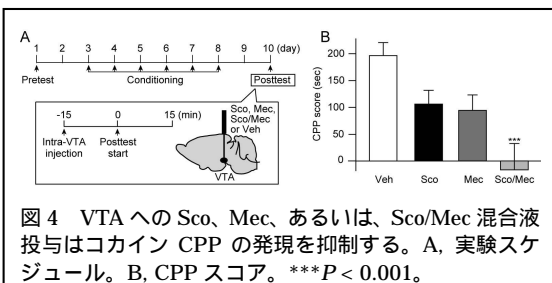 A
1 2 3 4 5 6 7 8 10 (day)
Pretest Conditioning Posttest
-15 0 15 (min)
Intra-VTA
injection
Posttest
start
Sco, Mec,
Sco/Mec
or Veh
VTA
B
CPP score (sec)
200
150
100
50
0
***
Veh Sco Mec Sco/Mec
図 4 VTA への Sco、Mec、あるいは、Sco/Mec 混合液
投与はコカイン CPP の発現を抑制する。A, 実験スケ
ジュール。B, CPP スコア。***P < 0.001。